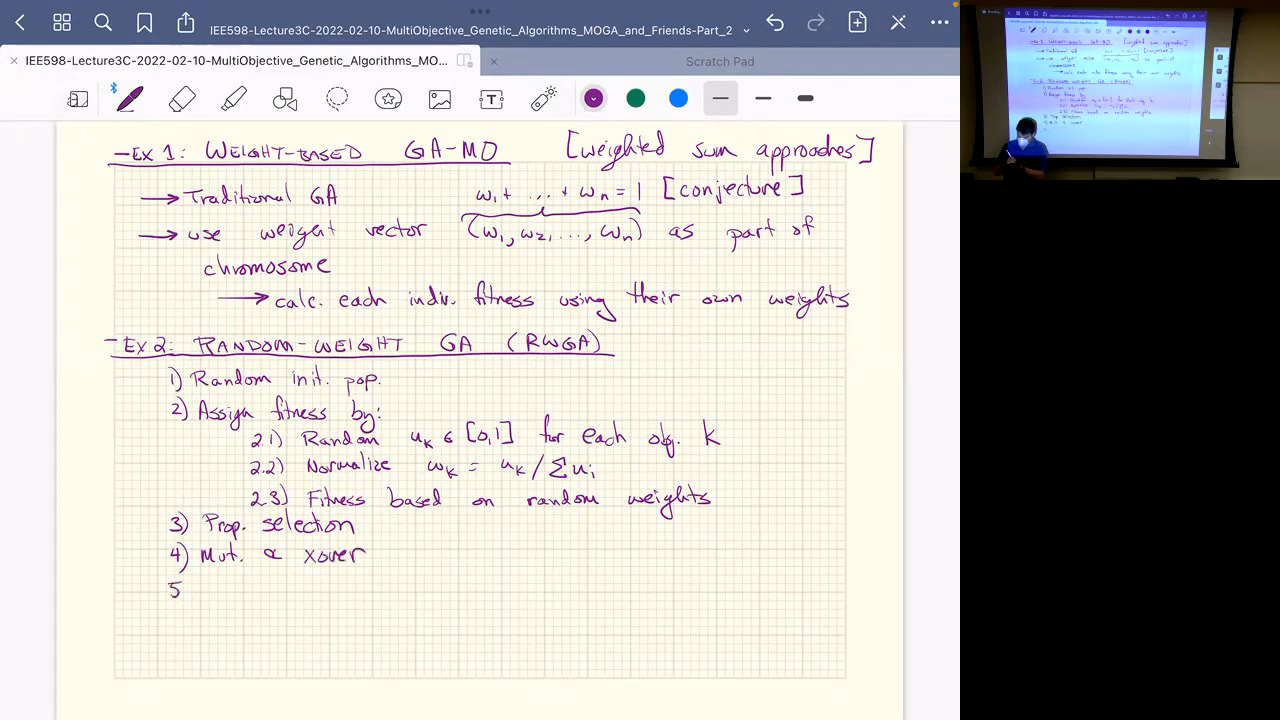 IEE598-Lecture3C-2022-02-10-MultiObjective_Genetic_Algorithms_MOGA_and_Friends-Part_2
IEE598-Lecture3C-2022-02-10-MultiObjective_Genetic_Algorithm
Scratch Pad
-EX 1: WEIGHT-BASED GA-MO [weighted sum approaches]
→ Traditional GA w1 + ... + wn = 1 [conjecture]
→ use weight vector (w1, w2, ..., wn) as part of
chromosome
→ calc. each indiv. fitness using their own weights
-EX 2: RANDOM-WEIGHT GA (RWGA)
1) Random init. pop.
2) Assign fitness by:
2.1) Random uk ∈ [0,1] for each obj. k
2.2) Normalize wk = uk / Σui
2.3) Fitness based on random weights
3) Prop. selection
4) Mut. & xover
5